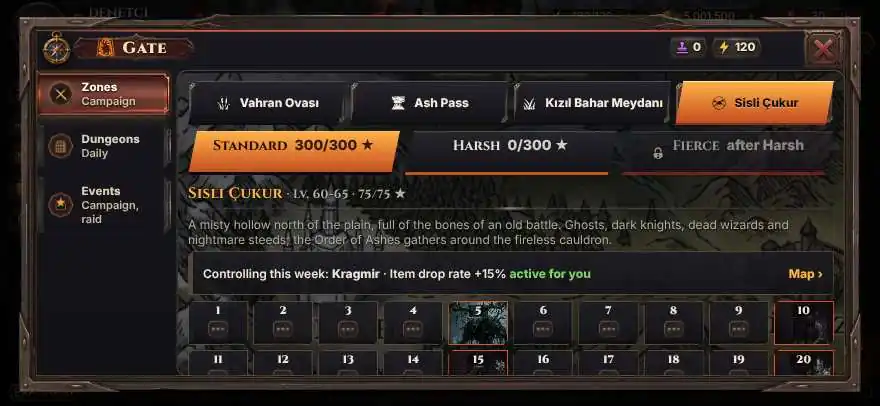 DENETÇİ
GATE
0
120
Zones
Campaign
Dungeons
Daily
Events
Campaign,
raid
Vahran Ovası
Ash Pass
Kızıl Bahar Meydanı
Sisli Çukur
STANDARD 300/300 ★
HARSH 0/300 ★
FIERCE after Harsh
SISLI ÇUKUR · LV. 60-65 · 75/75 ★
A misty hollow north of the plain, full of the bones of an old battle. Ghosts, dark knights, dead wizards and
nightmare steeds; the Order of Ashes gathers around the fireless cauldron.
Controlling this week: Kragmir · Item drop rate +15% active for you
Map ›
1 2 3 4 5 6 7 8 9 10
11 12 13 14 15 16 17 18 19 20